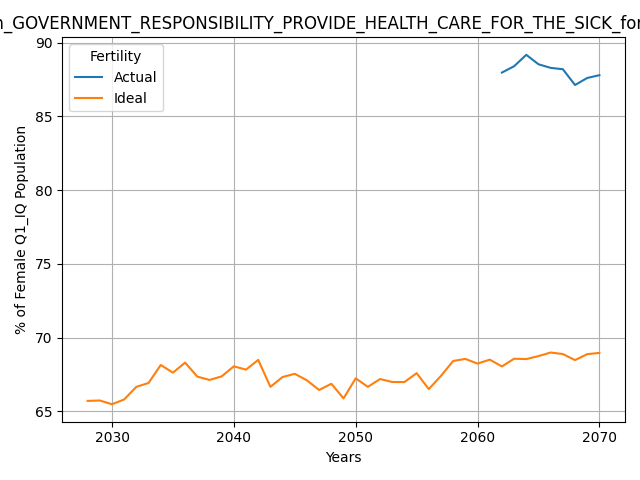 _GOVERNMENT_RESPONSIBILITY_PROVIDE_HEALTH_CARE_FOR_THE_SICK_for
Fertility
Actual
Ideal
% of Female Q1_IQ Population
90
85
80
75
70
65
2030
2040
2050
2060
2070
Years